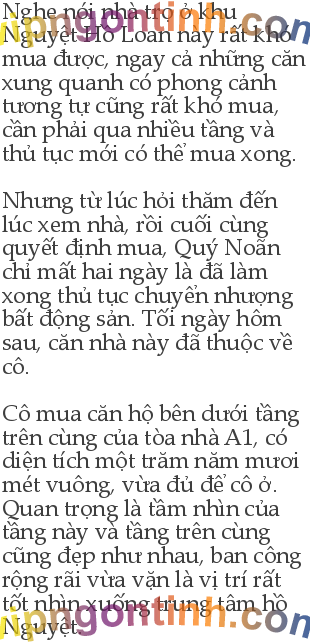 Nghe nói nhà trọ ở khu
Nguyệt Hồ Loan này rất khó
mua được, ngay cả những căn
xung quanh có phong cảnh
tương tự cũng rất khó mua,
cần phải qua nhiều tầng và
thủ tục mới có thể mua xong.
Nhưng từ lúc hỏi thăm đến
lúc xem nhà, rồi cuối cùng
quyết định mua, Quý Noãn
chỉ mất hai ngày là đã làm
xong thủ tục chuyển nhượng
bất động sản. Tối ngày hôm
sau, căn nhà này đã thuộc về
cô.
Cô mua căn hộ bên dưới tầng
trên cùng của tòa nhà A1, có
diện tích một trăm năm mươi
mét vuông, vừa đủ để cô ở.
Quan trọng là tầm nhìn của
tầng này và tầng trên cùng
cũng đẹp như nhau, ban công
rộng rãi vừa vặn là vị trí rất
tốt nhìn xuống trung tâm hồ
Nguyệt.